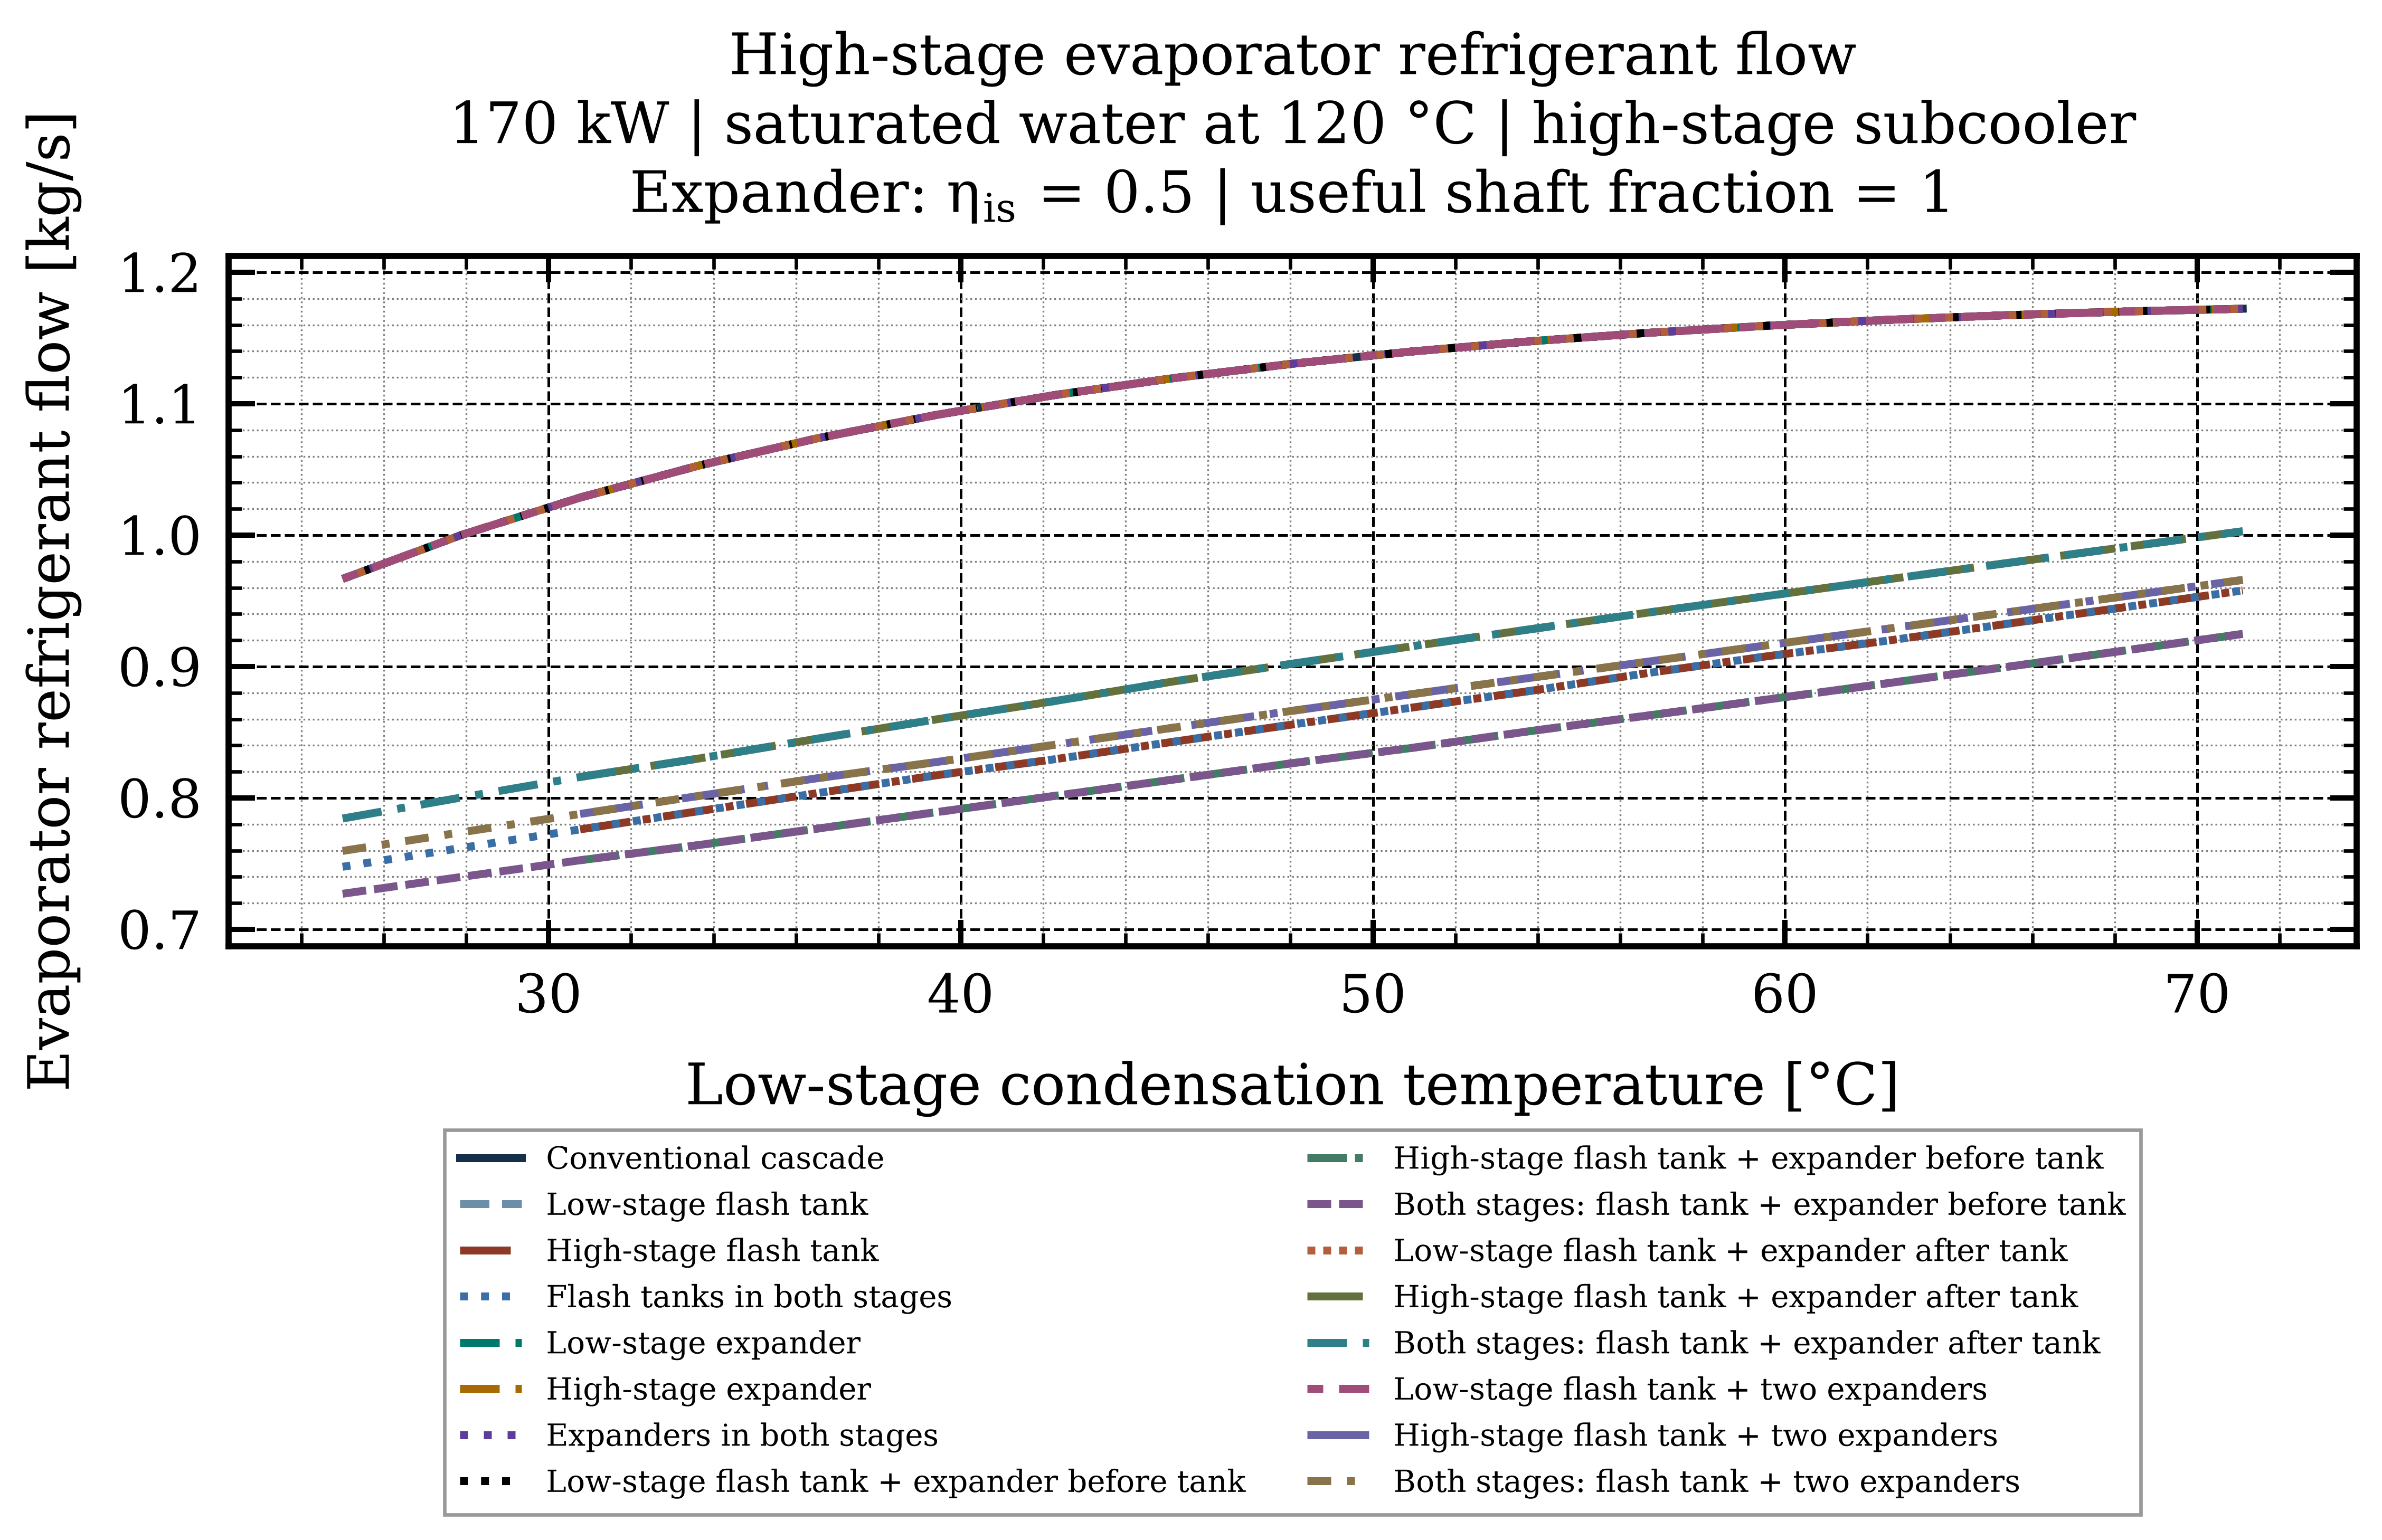 High-stage evaporator refrigerant flow
170 kW | saturated water at 120 °C | high-stage subcooler
Expander: ηis = 0.5 | useful shaft fraction = 1
Evaporator refrigerant flow [kg/s]
1.2
1.1
1.0
0.9
0.8
0.7
30 40 50 60 70
Low-stage condensation temperature [°C]
Conventional cascade
Low-stage flash tank
High-stage flash tank
Flash tanks in both stages
Low-stage expander
High-stage expander
Expanders in both stages
Low-stage flash tank + expander before tank
High-stage flash tank + expander before tank
Both stages: flash tank + expander before tank
Low-stage flash tank + expander after tank
High-stage flash tank + expander after tank
Both stages: flash tank + expander after tank
Low-stage flash tank + two expanders
High-stage flash tank + two expanders
Both stages: flash tank + two expanders